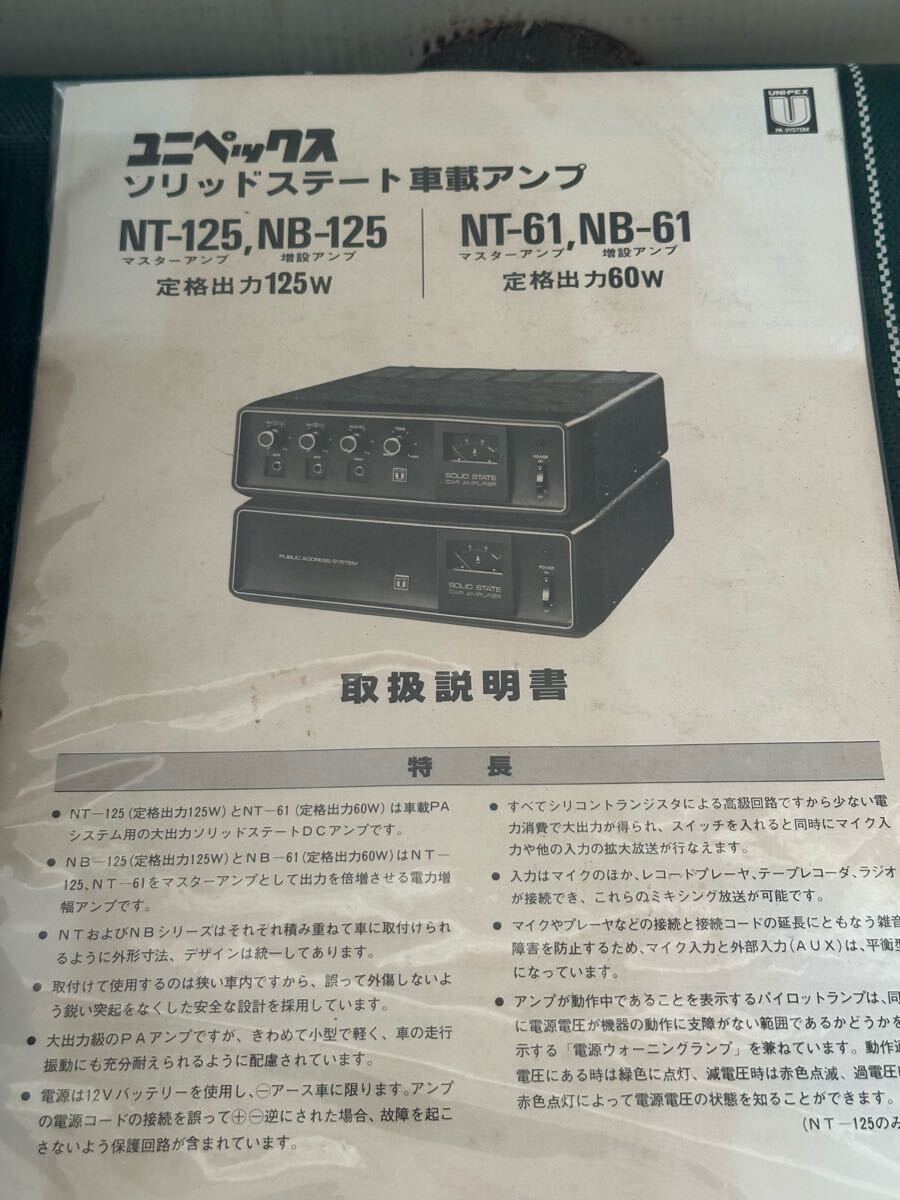 UNI-PEX
U
PA SYSTEM
ユニペックス
ソリッドステート車載アンプ
NT-125, NB-125
マスターアンプ 増設アンプ
定格出力125W
NT-61, NB-61
マスターアンプ 増設アンプ
定格出力60W
SOLID STATE
CAR AMPLIFIER
POWER
PUBLIC ADDRESS SYSTEM
SOLID STATE
CAR AMPLIFIER
POWER
取扱説明書
特長
● NT—125(定格出力125W)とNT—61(定格出力60W)は車載PA
システム用の大出力ソリッドステートDCアンプです。
● NB—125(定格出力125W)とNB—61(定格出力60W)はNT—
125、NT—61をマスターアンプとして出力を倍増させる電力増
幅アンプです。
● NTおよびNBシリーズはそれぞれ積み重ねて車に取付けられ
るように外形寸法、デザインは統一してあります。
● 取付けて使用するのは狭い車内ですから、誤って外傷しないよ
う鋭い突起をなくした安全な設計を採用しています。
● 大出力級のPAアンプですが、きわめて小型で軽く、車の走行
振動にも充分耐えられるように配慮されています。
● 電源は12Vバッテリーを使用し、㊀アース車に限ります。アンプ
の電源コードの接続を誤って⊕㊀逆にされた場合、故障を起こ
さないよう保護回路が含まれています。
● すべてシリコントランジスタによる高級回路ですから少ない電
力消費で大出力が得られ、スイッチを入れると同時にマイク入
力や他の入力の拡大放送が行なえます。
● 入力はマイクのほか、レコードプレーヤ、テープレコーダ、ラジオ
が接続でき、これらのミキシング放送が可能です。
● マイクやプレーヤなどの接続と接続コードの延長にともなう雑音
障害を防止するため、マイク入力と外部入力(AUX)は、平衡型
になっています。
● アンプが動作中であることを表示するパイロットランプは、同
に電源電圧が機器の動作に支障がない範囲であるかどうかを
示する「電源ウォーニングランプ」を兼ねています。動作
電圧にある時は緑色に点灯、減電圧時は赤色点滅、過電圧
赤色点灯によって電源電圧の状態を知ることができます。
(NT—125のみ